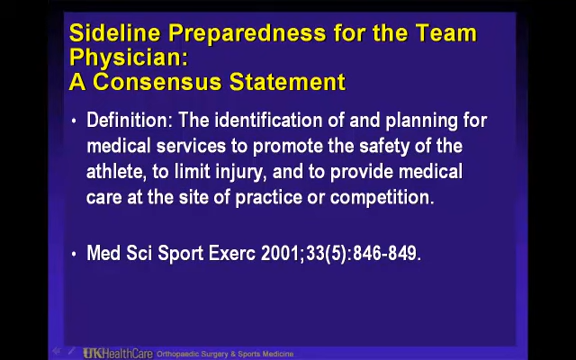 Sideline Preparedness for the Team
Physician:
A Consensus Statement
• Definition: The identification of and planning for
medical services to promote the safety of the
athlete, to limit injury, and to provide medical
care at the site of practice or competition.
• Med Sci Sport Exerc 2001;33(5):846-849.
UKHealthCare Orthopaedic Surgery & Sports Medicine